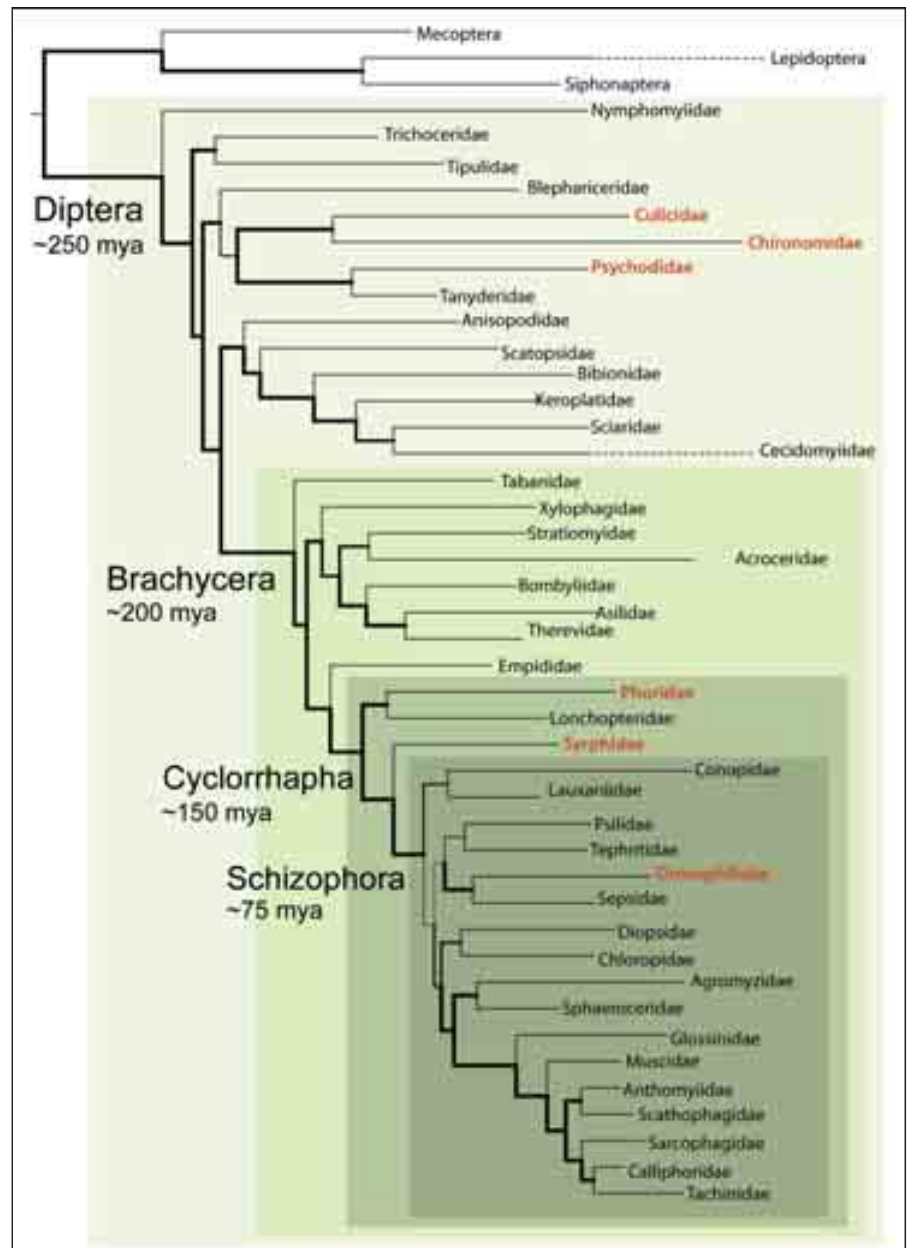 Mecoptera
Lepidoptera
Siphonaptera
Nymphomyiidae
Trichoceridae
Tipulidae
Blephariceridae
Diptera
~250 mya
Culicidae
Chironomidae
Psychodidae
Tanyderidae
Anisopodidae
Scatopsidae
Bibionidae
Keroplatidae
Sciaridae
Cecidomyiidae
Tabanidae
Xylophagidae
Stratiomyidae
Acroceridae
Brachycera
~200 mya
Bombyliidae
Asilidae
Therevidae
Empididae
Phoridae
Lonchopteridae
Syrphidae
Cyclorrhapha
~150 mya
Conopidae
Lauxaniidae
Psilidae
Tephritidae
Schizophora
~75 mya
Drosophilidae
Sepsidae
Diopsidae
Chloropidae
Agromyzidae
Sphaeroceridae
Glossinidae
Muscidae
Anthomyiidae
Scathophagidae
Sarcophagidae
Calliphoridae
Tachinidae